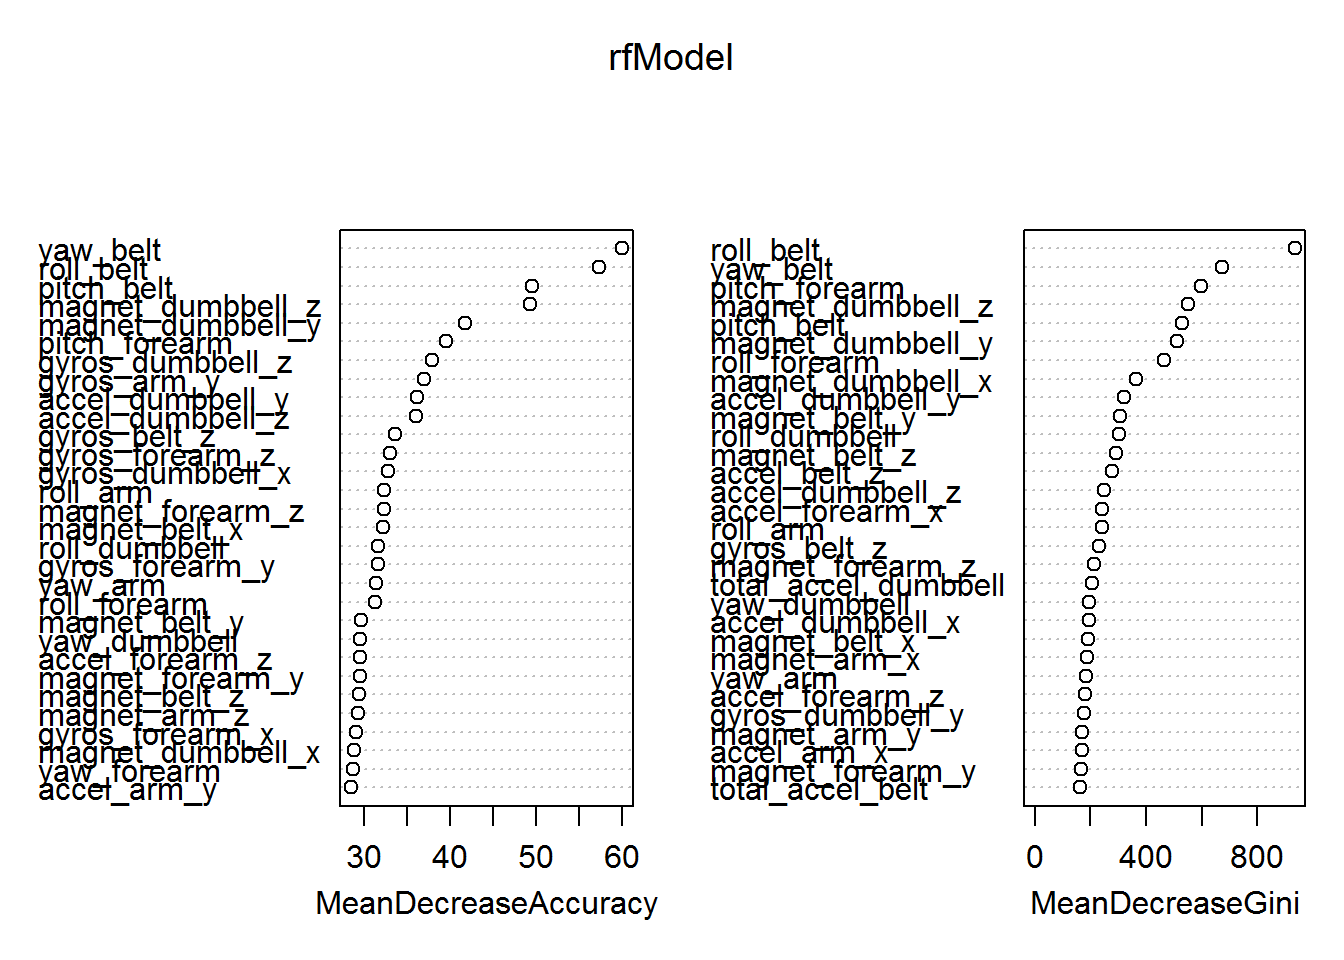 rfModel
yaw_belt
roll_belt
pitch_belt
magnet_dumbbell_z
magnet_dumbbell_y
pitch_forearm
gyros_dumbbell_z
gyros_arm_y
accel_dumbbell_y
accel_dumbbell_z
gyros_belt_z
gyros_forearm_z
gyros_dumbbell_x
roll_arm
magnet_forearm_z
magnet_belt_x
roll_dumbbell
gyros_forearm_y
yaw_arm
roll_forearm
magnet_belt_y
yaw_dumbbell
accel_forearm_z
magnet_forearm_y
magnet_belt_z
magnet_arm_z
gyros_forearm_x
magnet_dumbbell_x
yaw_forearm
accel_arm_y
30 40 50 60
MeanDecreaseAccuracy
roll_belt
yaw_belt
pitch_forearm
magnet_dumbbell_z
pitch_belt
magnet_dumbbell_y
roll_forearm
magnet_dumbbell_x
accel_dumbbell_y
magnet_belt_y
roll_dumbbell
magnet_belt_z
accel_belt_z
accel_dumbbell_z
accel_forearm_x
roll_arm
gyros_belt_z
magnet_forearm_z
total_accel_dumbbell
yaw_dumbbell
accel_dumbbell_x
magnet_belt_x
magnet_arm_x
yaw_arm
accel_forearm_z
gyros_dumbbell_y
magnet_arm_y
accel_arm_x
magnet_forearm_y
total_accel_belt
0 400 800
MeanDecreaseGini